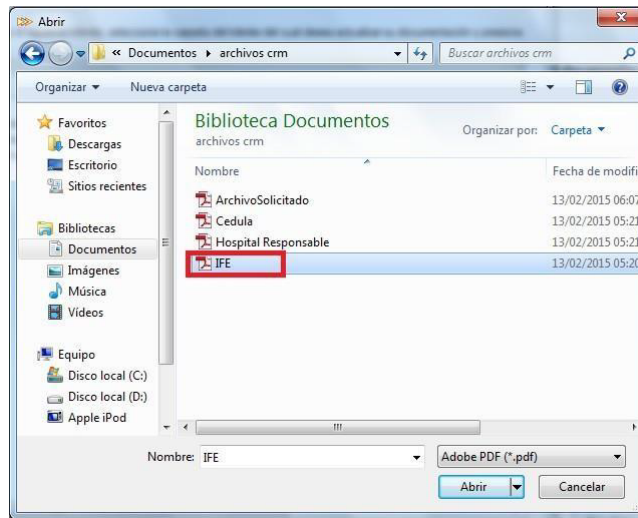 Abrir
« Documentos ▸ archivos crm
Buscar archivos crm
Organizar
Nueva carpeta
Favoritos
Descargas
Escritorio
Sitios recientes
Bibliotecas
Documentos
Imágenes
Música
Vídeos
Equipo
Disco local (C:)
Disco local (D:)
Apple iPod
Biblioteca Documentos
archivos crm
Organizar por: Carpeta
Nombre Fecha de modifi
ArchivoSolicitado 13/02/2015 06:07
Cedula 13/02/2015 05:21
Hospital Responsable 13/02/2015 05:21
IFE 13/02/2015 05:20
Nombre: IFE
Adobe PDF (*.pdf)
Abrir
Cancelar